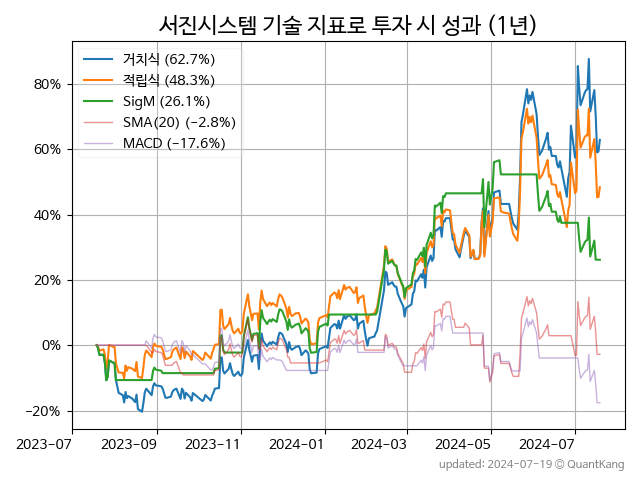 서진시스템 기술 지표로 투자 시 성과 (1년)
거치식 (62.7%)
적립식 (48.3%)
SigM (26.1%)
SMA(20) (−2.8%)
MACD (−17.6%)
80%
60%
40%
20%
0%
−20%
2023-07 2023-09 2023-11 2024-01 2024-03 2024-05 2024-07
updated: 2024-07-19 © QuantKang